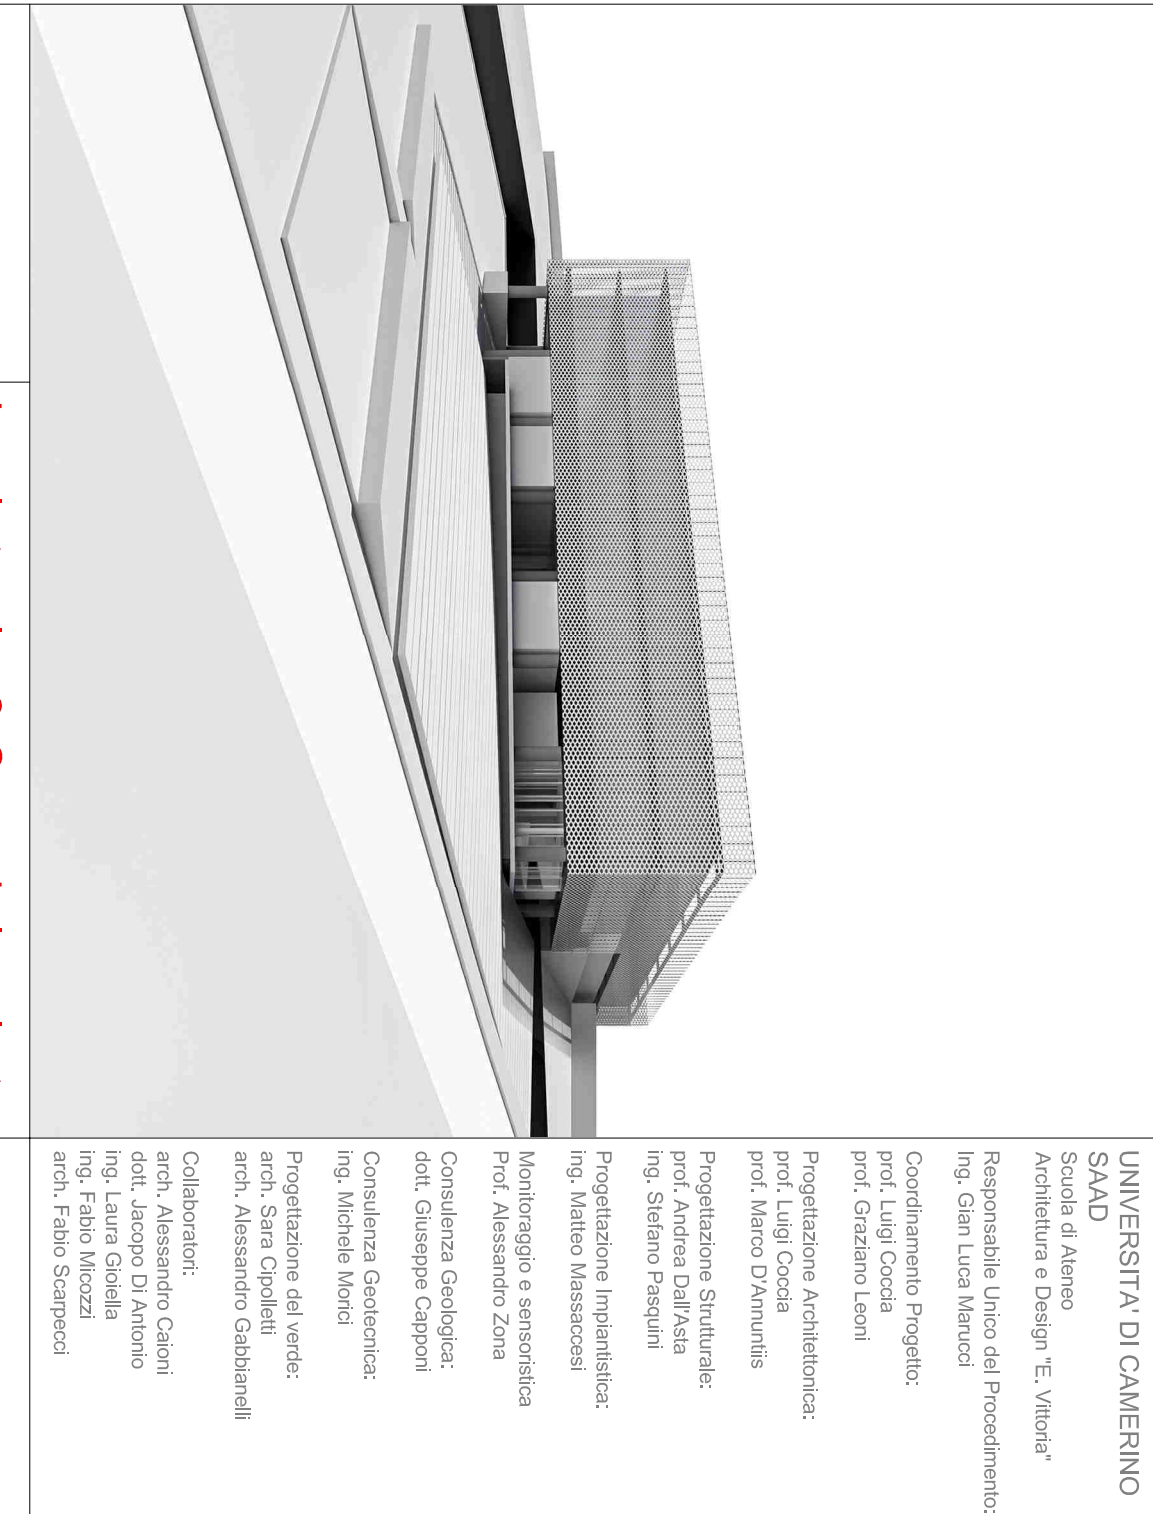 UNIVERSITA' DI CAMERINO
SAAD
Scuola di Ateneo
Architettura e Design "E. Vittoria"
Responsabile Unico del Procedimento:
Ing. Gian Luca Marucci
Coordinamento Progetto:
prof. Luigi Coccia
prof. Graziano Leoni
Progettazione Architettonica:
prof. Luigi Coccia
prof. Marco D'Annuntiis
Progettazione Strutturale:
prof. Andrea Dall'Asta
ing. Stefano Pasquini
Progettazione Impiantistica:
ing. Matteo Massaccesi
Monitoraggio e sensoristica
Prof. Alessandro Zona
Consulenza Geologica:
dott. Giuseppe Capponi
Consulenza Geotecnica:
ing. Michele Morici
Progettazione del verde:
arch. Sara Cipolletti
arch. Alessandro Gabbianelli
Collaboratori:
arch. Alessandro Caioni
dott. Jacopo Di Antonio
ing. Laura Gioiella
ing. Fabio Micozzi
arch. Fabio Scarpecci